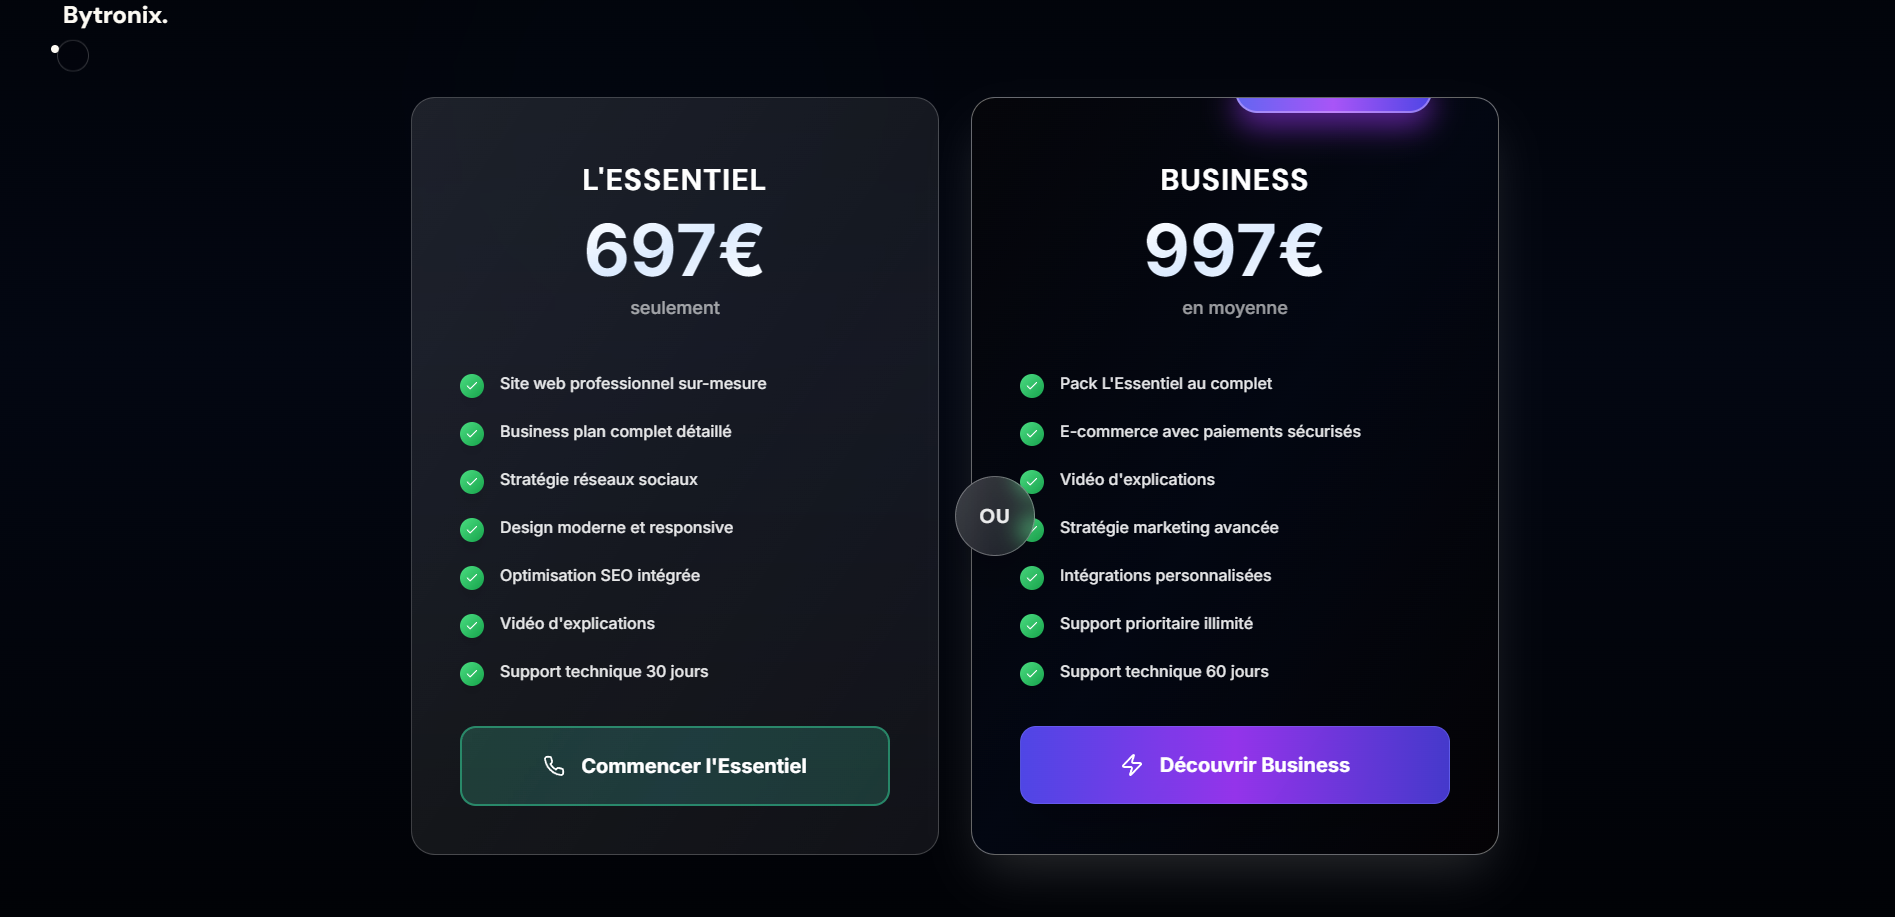 Bytronix.
L'ESSENTIEL
697€
seulement
Site web professionnel sur-mesure
Business plan complet détaillé
Stratégie réseaux sociaux
Design moderne et responsive
Optimisation SEO intégrée
Vidéo d'explications
Support technique 30 jours
Commencer l'Essentiel
OU
BUSINESS
997€
en moyenne
Pack L'Essentiel au complet
E-commerce avec paiements sécurisés
Vidéo d'explications
Stratégie marketing avancée
Intégrations personnalisées
Support prioritaire illimité
Support technique 60 jours
Découvrir Business